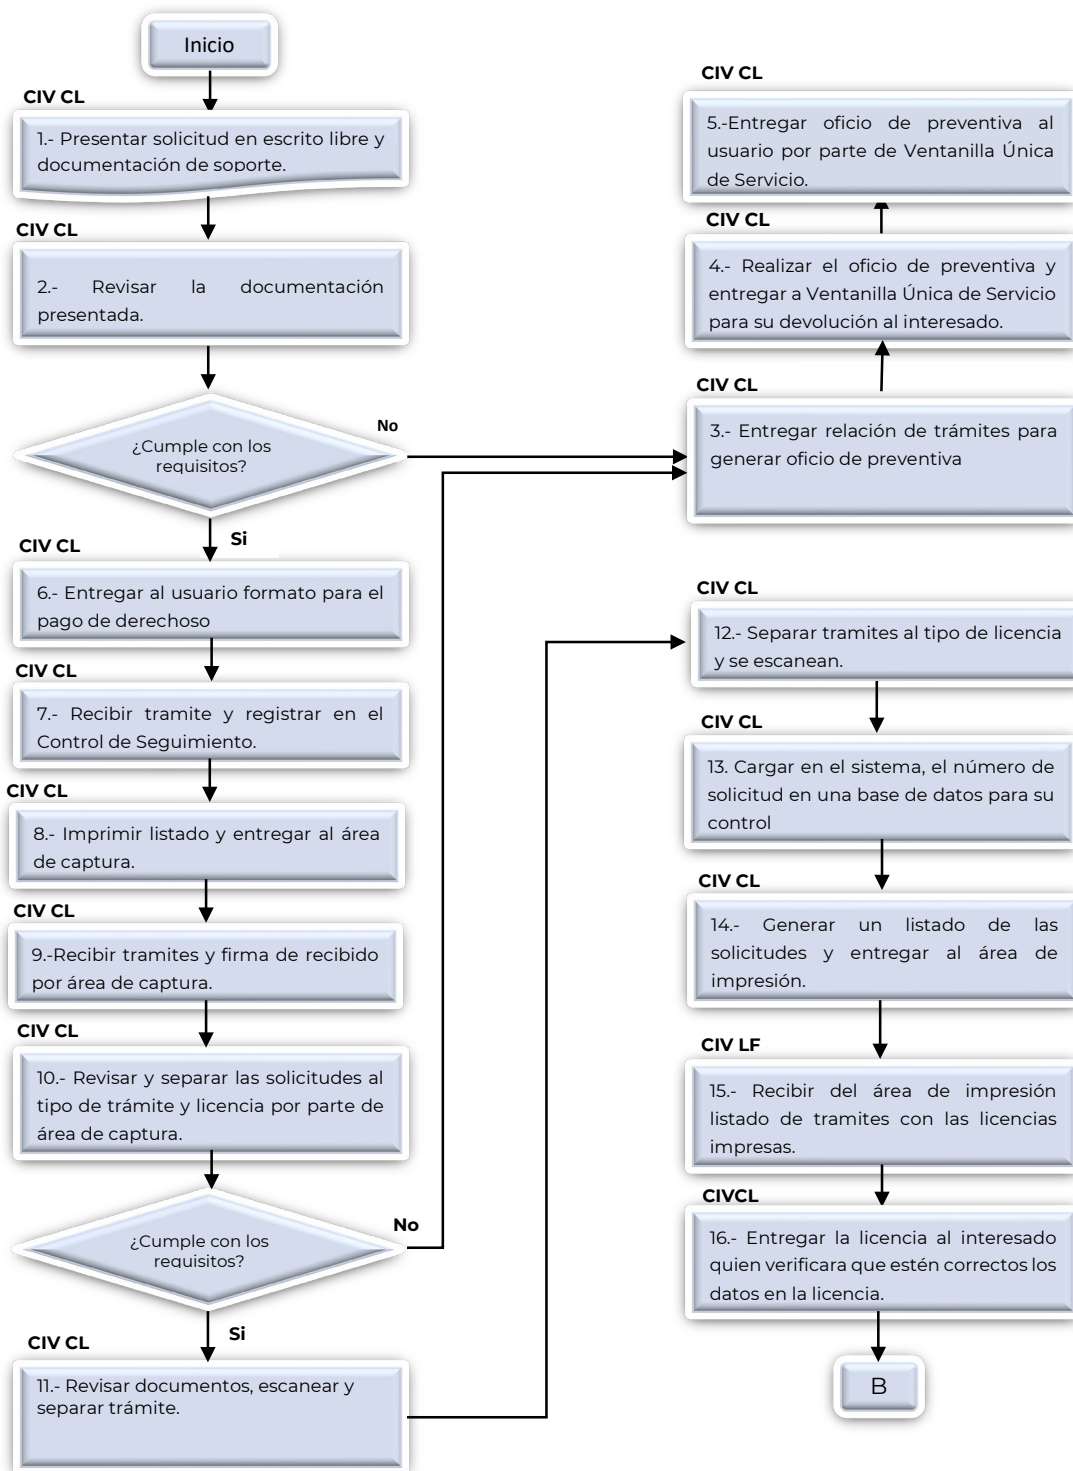 Inicio
CIV CL
1.- Presentar solicitud en escrito libre y
documentación de soporte.
CIV CL
2.- Revisar la documentación
presentada.
¿Cumple con los
requisitos?
No
Si
CIV CL
6.- Entregar al usuario formato para el
pago de derechoso
CIV CL
7.- Recibir tramite y registrar en el
Control de Seguimiento.
CIV CL
8.- Imprimir listado y entregar al área
de captura.
CIV CL
9.-Recibir tramites y firma de recibido
por área de captura.
CIV CL
10.- Revisar y separar las solicitudes al
tipo de trámite y licencia por parte de
área de captura.
¿Cumple con los
requisitos?
No
Si
CIV CL
11.- Revisar documentos, escanear y
separar trámite.
CIV CL
5.-Entregar oficio de preventiva al
usuario por parte de Ventanilla Única
de Servicio.
CIV CL
4.- Realizar el oficio de preventiva y
entregar a Ventanilla Única de Servicio
para su devolución al interesado.
CIV CL
3.- Entregar relación de trámites para
generar oficio de preventiva
CIV CL
12.- Separar tramites al tipo de licencia
y se escanean.
CIV CL
13. Cargar en el sistema, el número de
solicitud en una base de datos para su
control
CIV CL
14.- Generar un listado de las
solicitudes y entregar al área de
impresión.
CIV LF
15.- Recibir del área de impresión
listado de tramites con las licencias
impresas.
CIVCL
16.- Entregar la licencia al interesado
quien verificara que estén correctos los
datos en la licencia.
B